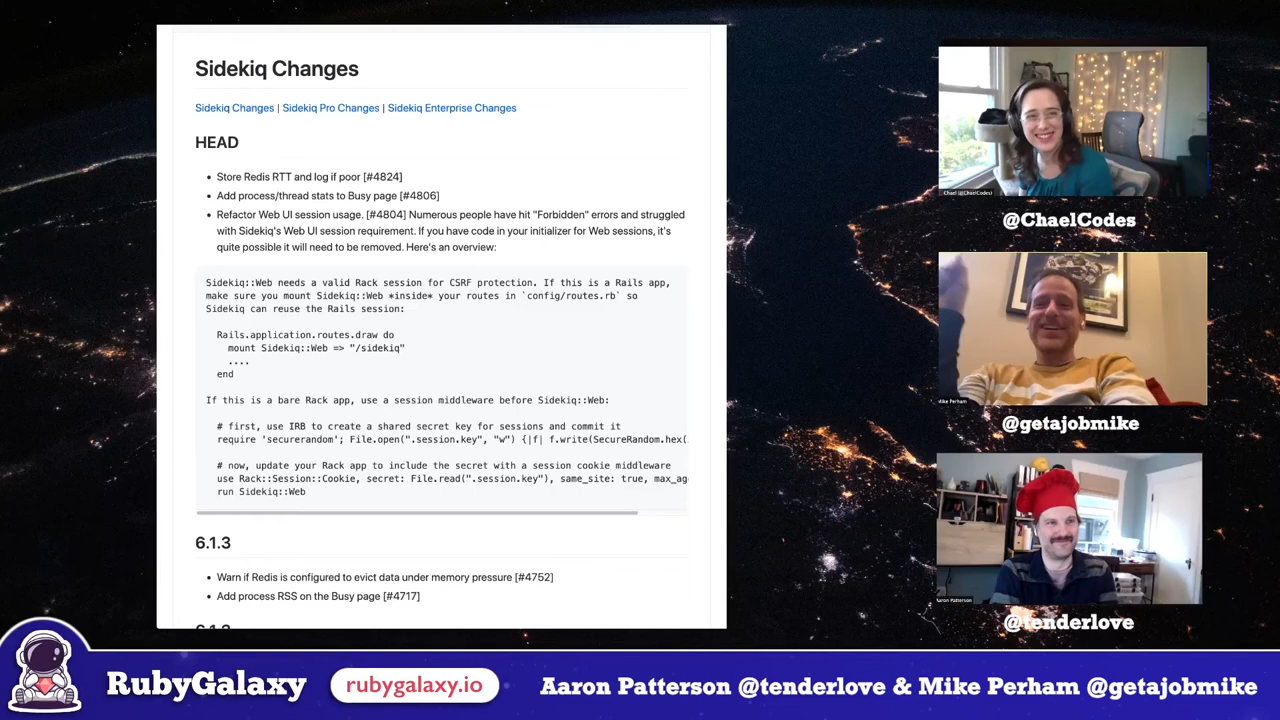 Sidekiq Changes
Sidekiq Changes | Sidekiq Pro Changes | Sidekiq Enterprise Changes
HEAD
• Store Redis RTT and log if poor [#4824]
• Add process/thread stats to Busy page [#4806]
• Refactor Web UI session usage. [#4804] Numerous people have hit "Forbidden" errors and struggled
with Sidekiq's Web UI session requirement. If you have code in your initializer for Web sessions, it's
quite possible it will need to be removed. Here's an overview:
Sidekiq::Web needs a valid Rack session for CSRF protection. If this is a Rails app,
make sure you mount Sidekiq::Web *inside* your routes in `config/routes.rb` so
Sidekiq can reuse the Rails session:
Rails.application.routes.draw do
mount Sidekiq::Web => "/sidekiq"
....
end
If this is a bare Rack app, use a session middleware before Sidekiq::Web:
# first, use IRB to create a shared secret key for sessions and commit it
require 'securerandom'; File.open(".session.key", "w") {|f| f.write(SecureRandom.hex(
# now, update your Rack app to include the secret with a session cookie middleware
use Rack::Session::Cookie, secret: File.read(".session.key"), same_site: true, max_ag
run Sidekiq::Web
6.1.3
• Warn if Redis is configured to evict data under memory pressure [#4752]
• Add process RSS on the Busy page [#4717]
Chael (@ChaelCodes)
@ChaelCodes
Mike Perham
@getajobmike
Aaron Patterson
@tenderlove
RubyGalaxy
rubygalaxy.io
Aaron Patterson @tenderlove & Mike Perham @getajobmike